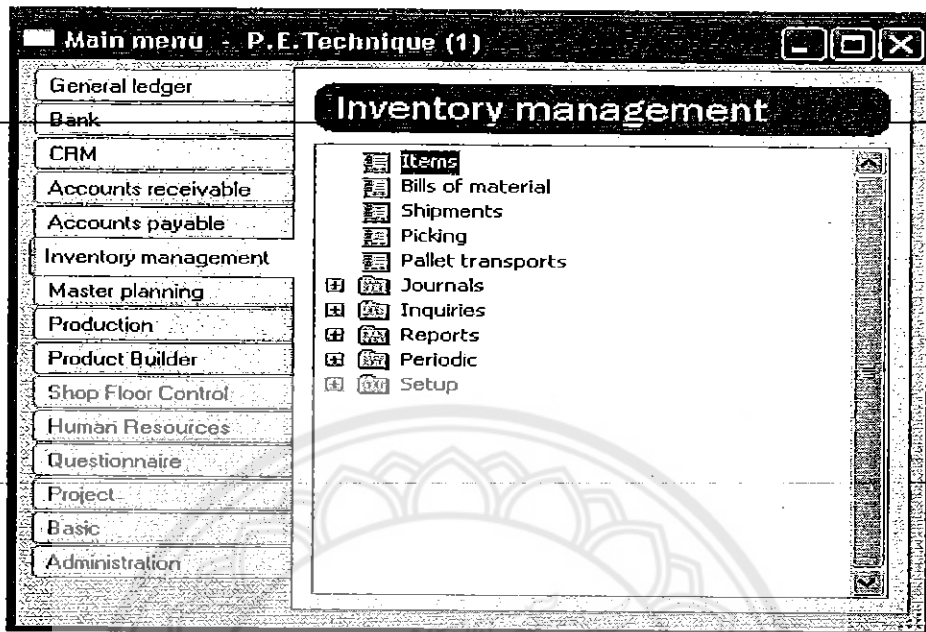 Main menu - P.E.Technique (1)
General ledger
Bank
CRM
Accounts receivable
Accounts payable
Inventory management
Master planning
Production
Product Builder
Shop Floor Control
Human Resources
Questionnaire
Project
Basic
Administration
Inventory management
Items
Bills of material
Shipments
Picking
Pallet transports
Journals
Inquiries
Reports
Periodic
Setup